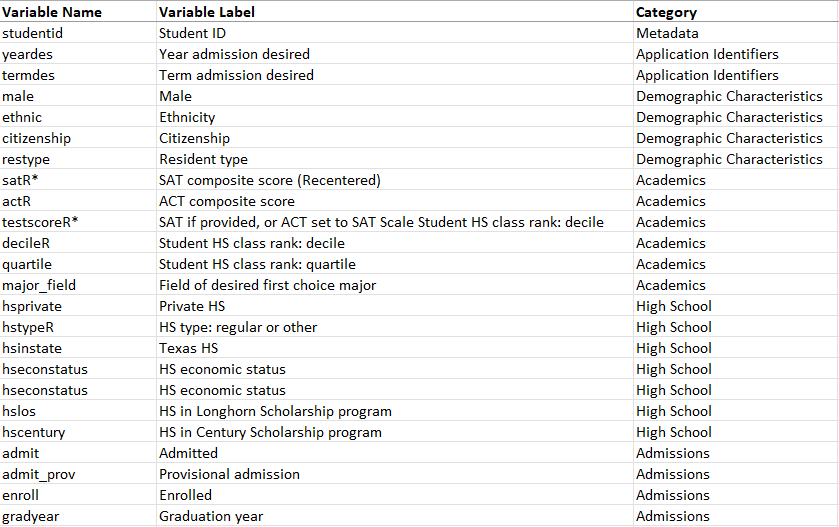 Variable Name Variable Label Category
studentid Student ID Metadata
yeardes Year admission desired Application Identifiers
termdes Term admission desired Application Identifiers
male Male Demographic Characteristics
ethnic Ethnicity Demographic Characteristics
citizenship Citizenship Demographic Characteristics
restype Resident type Demographic Characteristics
satR* SAT composite score (Recentered) Academics
actR ACT composite score Academics
testscoreR* SAT if provided, or ACT set to SAT Scale Student HS class rank: decile Academics
decileR Student HS class rank: decile Academics
quartile Student HS class rank: quartile Academics
major_field Field of desired first choice major Academics
hsprivate Private HS High School
hstypeR HS type: regular or other High School
hsinstate Texas HS High School
hseconstatus HS economic status High School
hseconstatus HS economic status High School
hslos HS in Longhorn Scholarship program High School
hscentury HS in Century Scholarship program High School
admit Admitted Admissions
admit_prov Provisional admission Admissions
enroll Enrolled Admissions
gradyear Graduation year Admissions